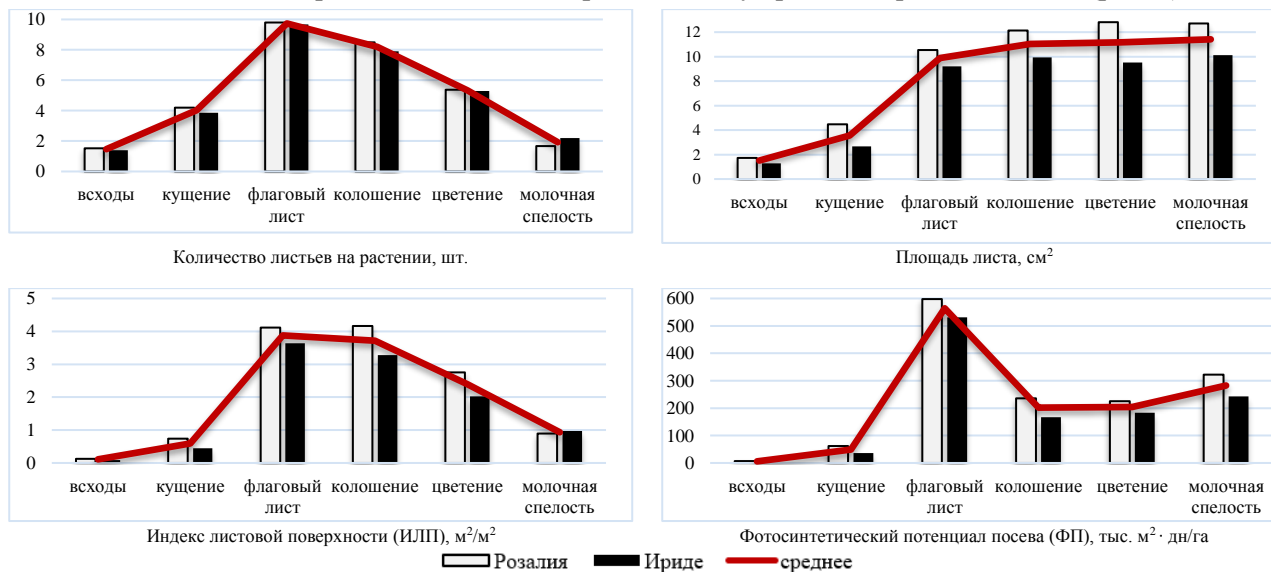 10
8
6
4
2
0
всходы кущение флаговый колошение цветение молочная
лист спелость
Количество листьев на растении, шт.
12
10
8
6
4
2
0
всходы кущение флаговый колошение цветение молочная
лист спелость
Площадь листа, см²
5
4
3
2
1
0
всходы кущение флаговый колошение цветение молочная
лист спелость
Индекс листовой поверхности (ИЛП), м²/м²
600
500
400
300
200
100
0
всходы кущение флаговый колошение цветение молочная
лист спелость
Фотосинтетический потенциал посева (ФП), тыс. м² · дн/га
Розалия Ириде среднее